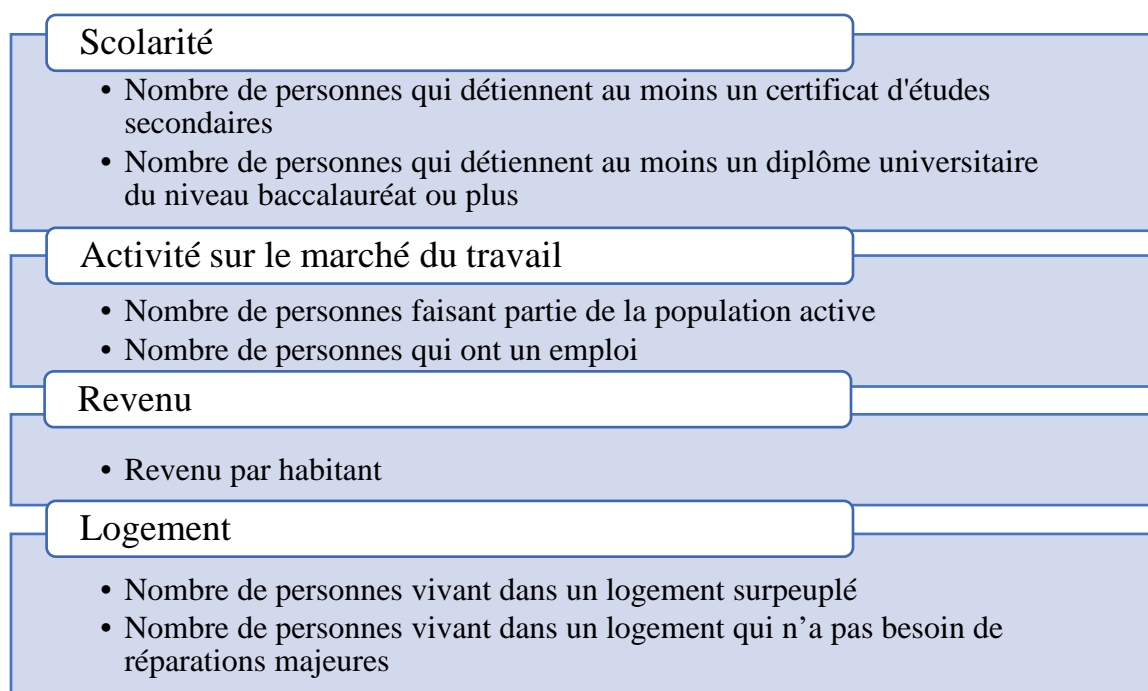 Scolarité
• Nombre de personnes qui détiennent au moins un certificat d'études
secondaires
• Nombre de personnes qui détiennent au moins un diplôme universitaire
du niveau baccalauréat ou plus
Activité sur le marché du travail
• Nombre de personnes faisant partie de la population active
• Nombre de personnes qui ont un emploi
Revenu
• Revenu par habitant
Logement
• Nombre de personnes vivant dans un logement surpeuplé
• Nombre de personnes vivant dans un logement qui n’a pas besoin de
réparations majeures